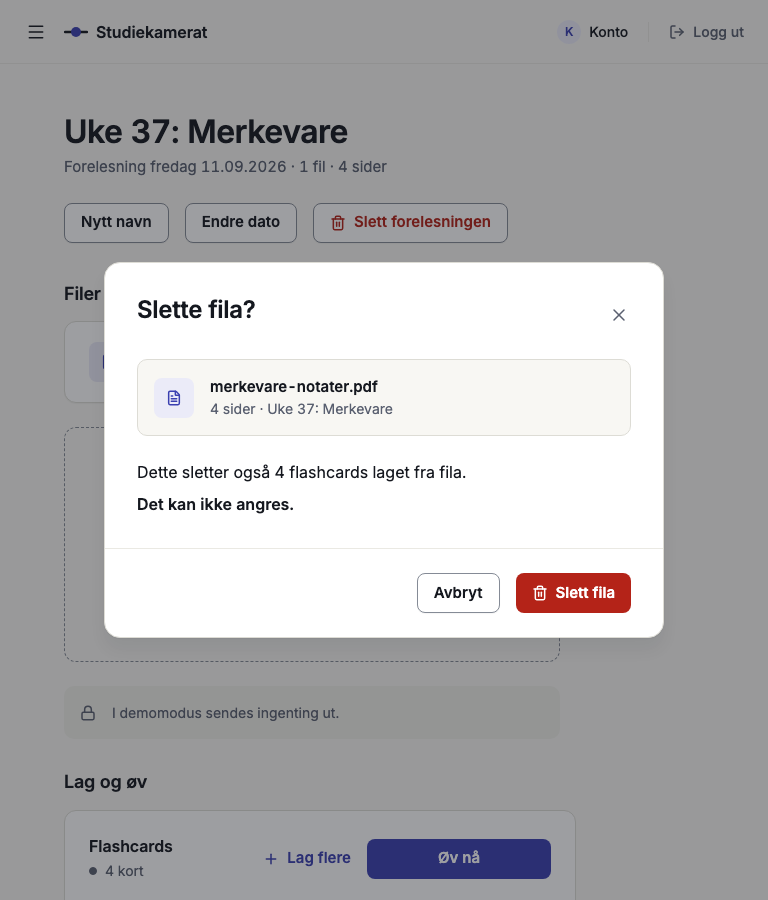 Studiekamerat
K Konto
Logg ut
Uke 37: Merkevare
Forelesning fredag 11.09.2026 · 1 fil · 4 sider
Nytt navn
Endre dato
Slett forelesningen
Filer
Slette fila?
merkevare-notater.pdf
4 sider · Uke 37: Merkevare
Dette sletter også 4 flashcards laget fra fila.
Det kan ikke angres.
Avbryt
Slett fila
I demomodus sendes ingenting ut.
Lag og øv
Flashcards
4 kort
Lag flere
Øv nå